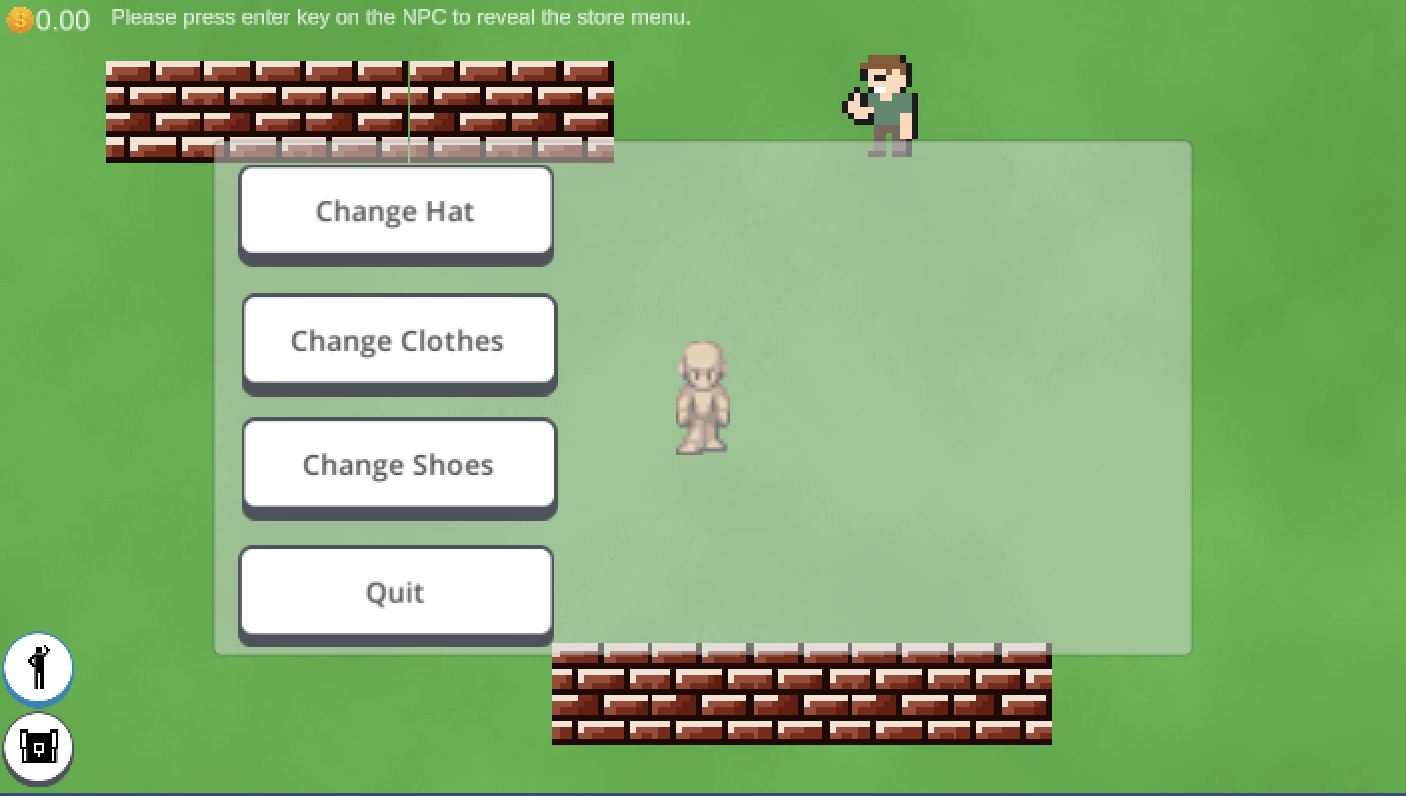 0.00 Please press enter key on the NPC to reveal the store menu.
Change Hat
Change Clothes
Change Shoes
Quit